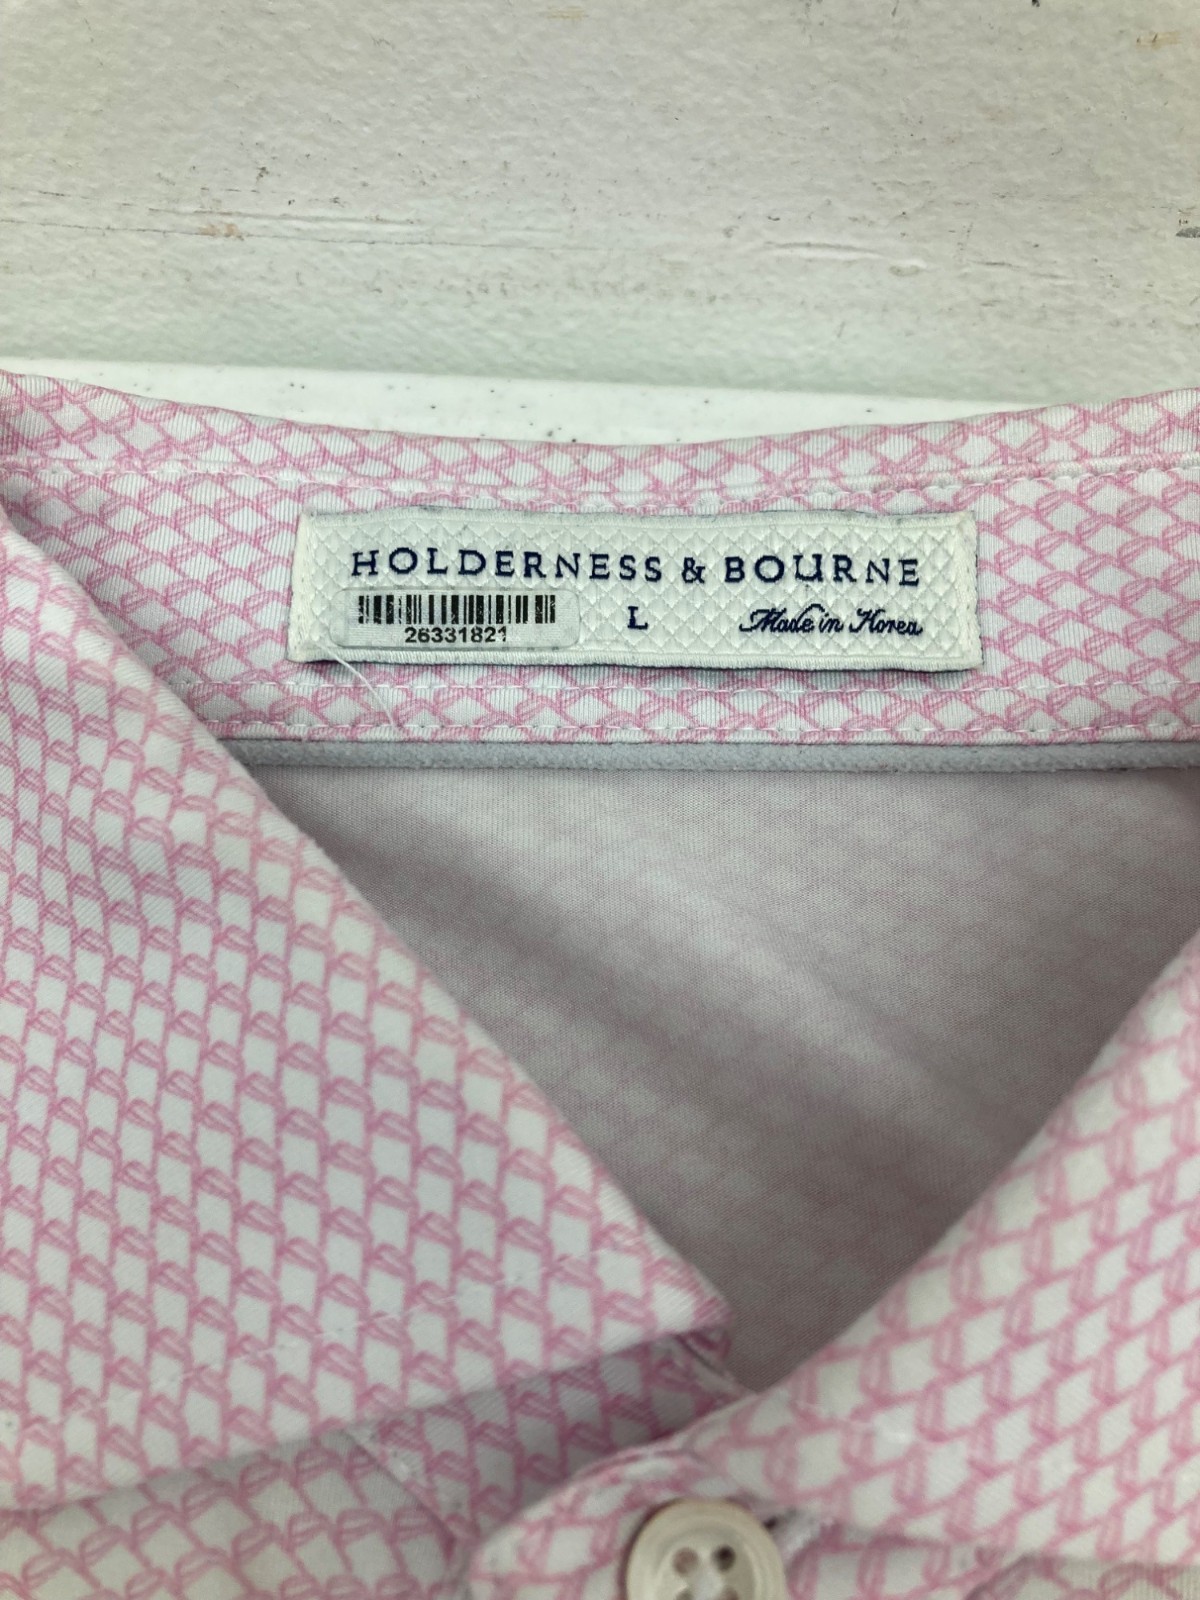 HOLDERNESS & BOURNE
L Made in Korea
26331821